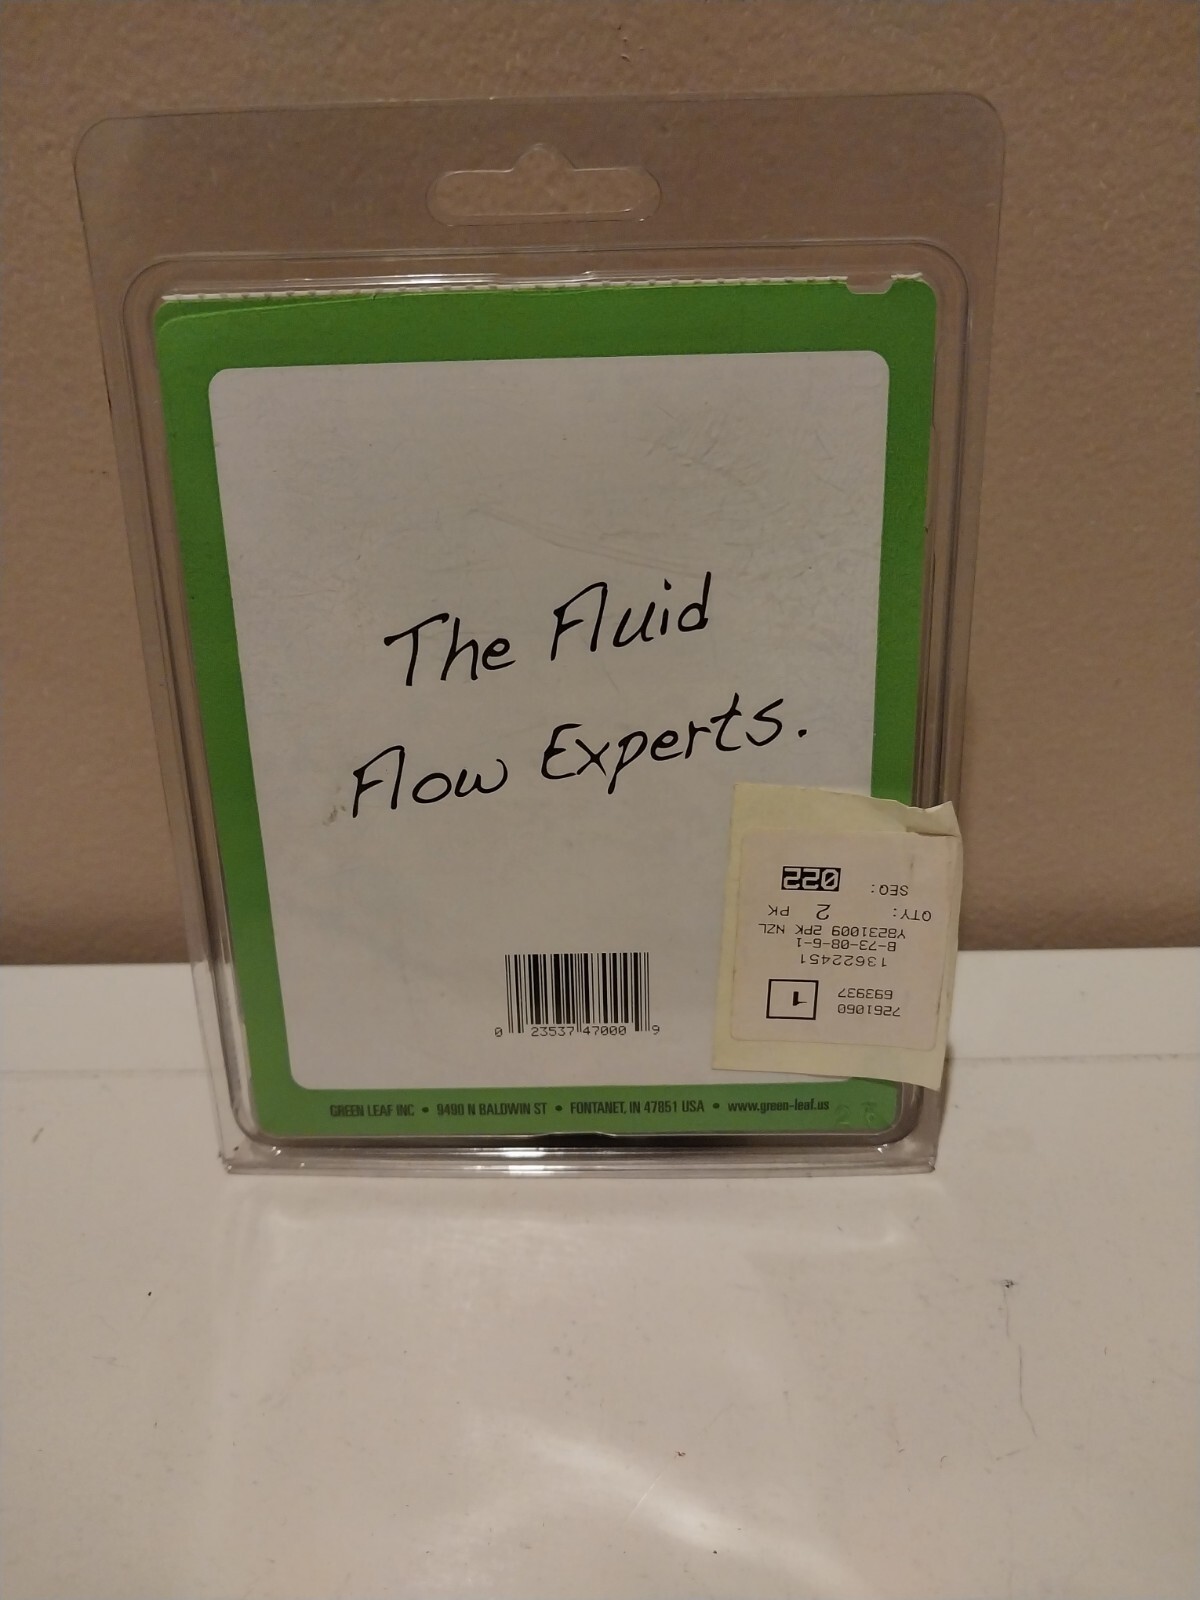 The Fluid
Flow Experts.
0 23537 47000 9
GREEN LEAF INC • 9490 N BALDWIN ST • FONTANET, IN 47851 USA • www.green-leaf.us
7261060
693937
1
13622451
B-73-08-6-1
Y8231009 2PK NZL
QTY: 2 PK
SEQ: 022